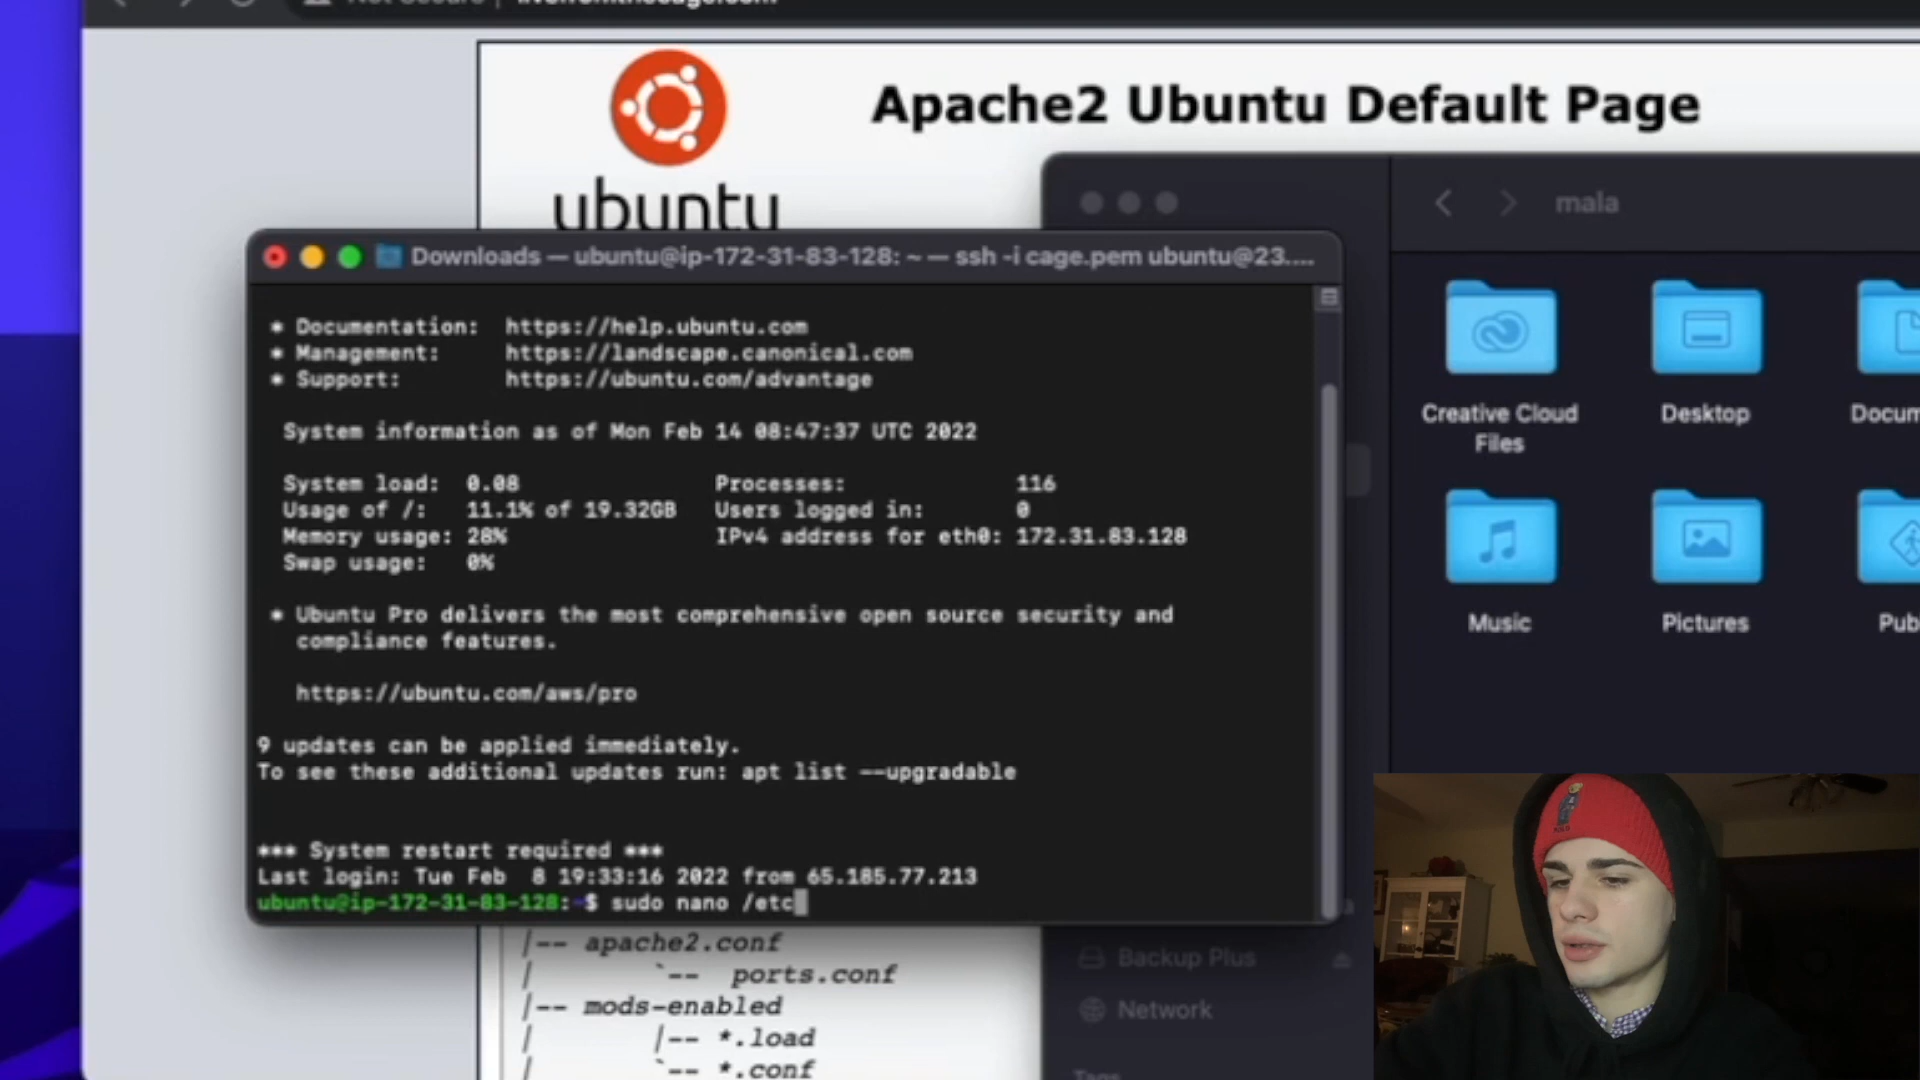 Not Secure
Apache2 Ubuntu Default Page
ubuntu
mala
Downloads — ubuntu@ip-172-31-83-128: ~ — ssh -i cage.pem ubuntu@23....
* Documentation: https://help.ubuntu.com
* Management: https://landscape.canonical.com
* Support: https://ubuntu.com/advantage
System information as of Mon Feb 14 08:47:37 UTC 2022
System load: 0.08 Processes: 116
Usage of /: 11.1% of 19.32GB Users logged in: 0
Memory usage: 28% IPv4 address for eth0: 172.31.83.128
Swap usage: 0%
* Ubuntu Pro delivers the most comprehensive open source security and
compliance features.
https://ubuntu.com/aws/pro
9 updates can be applied immediately.
To see these additional updates run: apt list --upgradable
*** System restart required ***
Last login: Tue Feb 8 19:33:16 2022 from 65.185.77.213
ubuntu@ip-172-31-83-128:~$ sudo nano /etc
Creative Cloud
Files
Desktop
Docum
Music
Pictures
Pub
|-- apache2.conf
| `-- ports.conf
|-- mods-enabled
| |-- *.load
| `-- *.conf
Backup Plus
Network
Tags